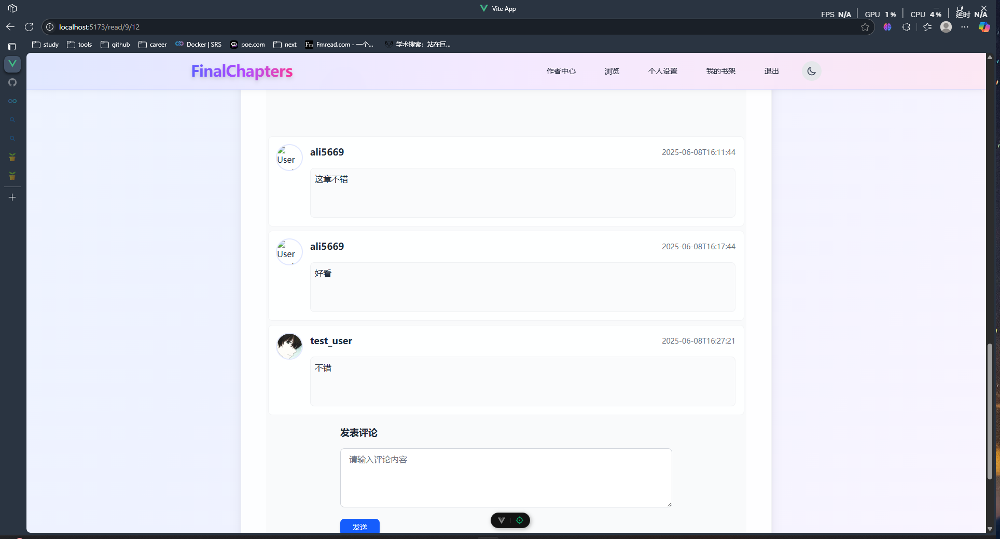 Vite App
FPS N/A GPU 1 % CPU 4 % 延时 N/A
localhost:5173/read/9/12
study tools github career Docker | SRS poe.com next Fm Fmread.com - 一个... 学术搜索：站在巨...
FinalChapters 作者中心 浏览 个人设置 我的书架 退出
ali5669 2025-06-08T16:11:44
User
这章不错
ali5669 2025-06-08T16:17:44
User
好看
test_user 2025-06-08T16:27:21
不错
发表评论
请输入评论内容
发送